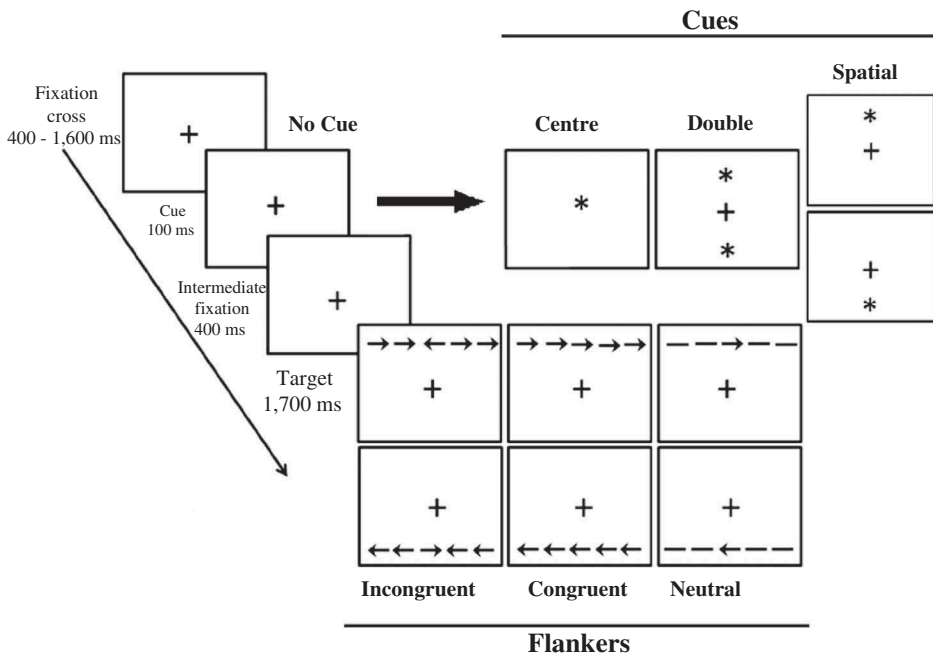 Cues
Spatial
Fixation
cross
400 - 1,600 ms
No Cue
Centre
Double
Cue
100 ms
Intermediate
fixation
400 ms
Target
1,700 ms
Incongruent
Congruent
Neutral
Flankers